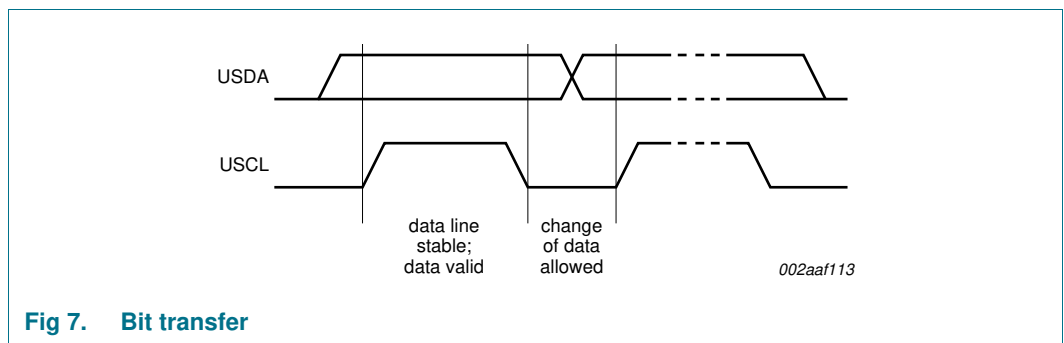 USDA
USCL
data line
stable;
data valid
change
of data
allowed
002aaf113
Fig 7. Bit transfer